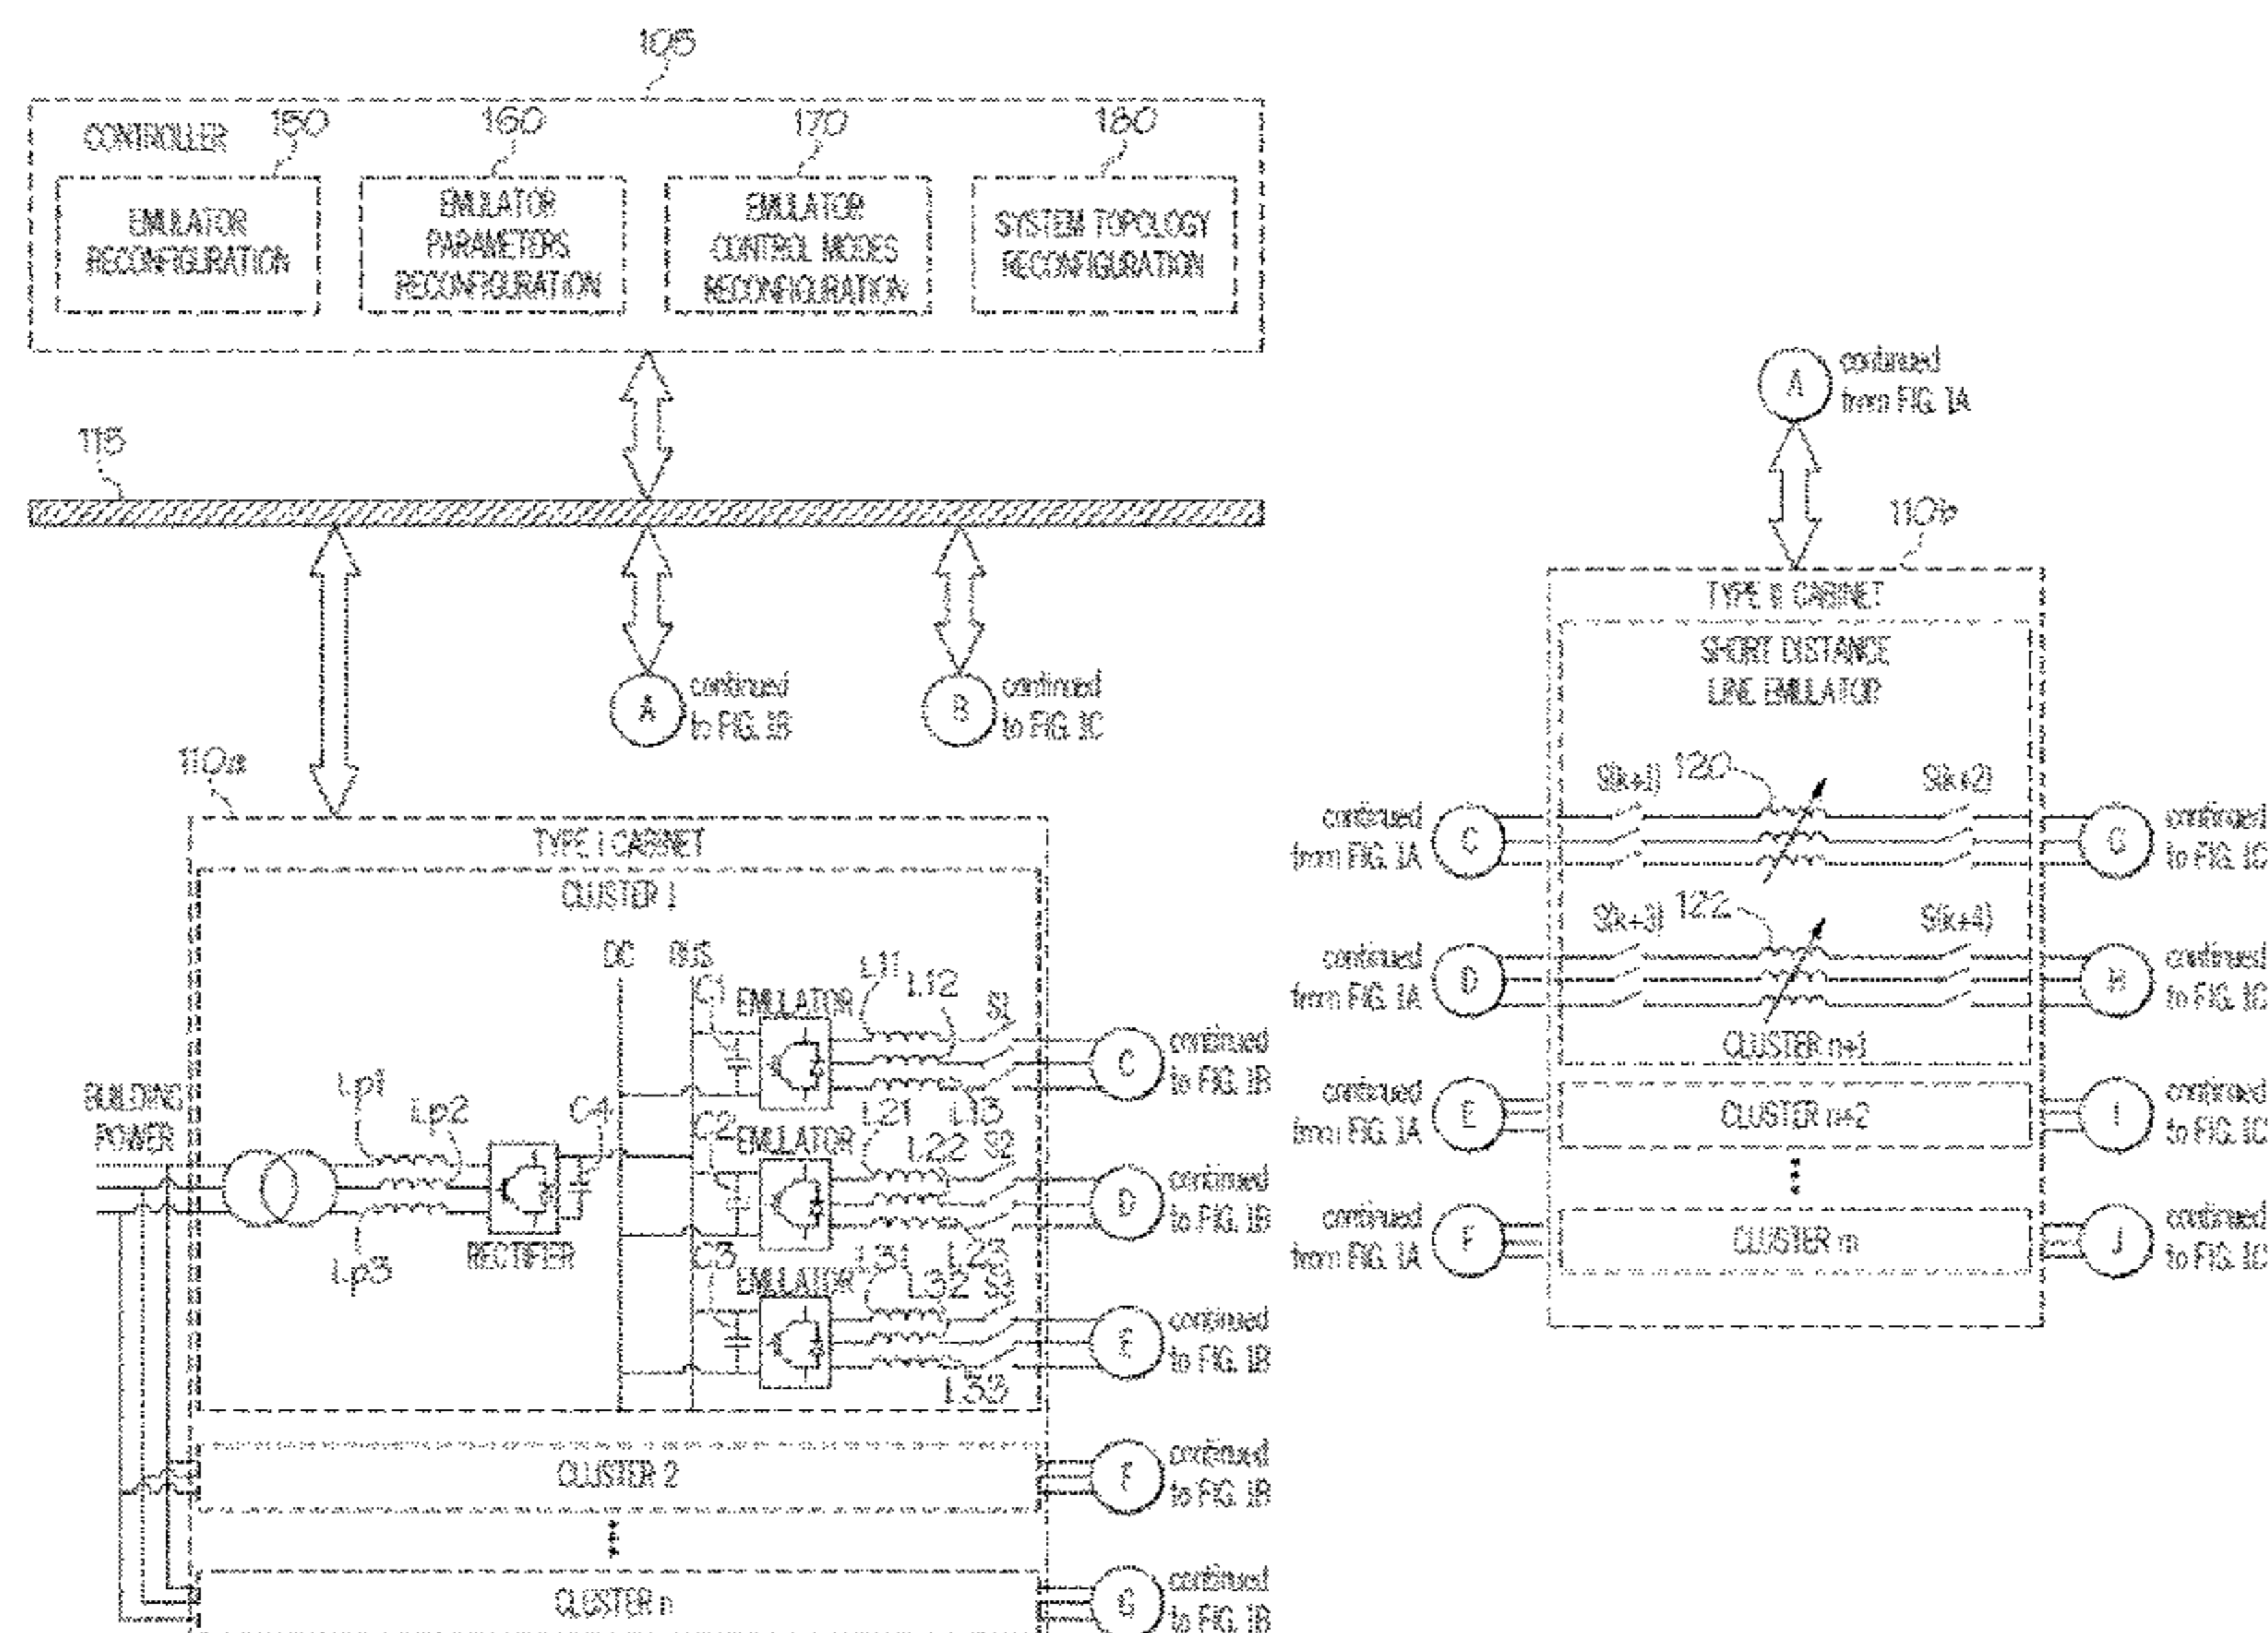 105
CONTROLLER
150
160
170
180
EMULATOR
RECONFIGURATION
EMULATOR
PARAMETERS
RECONFIGURATION
EMULATOR
CONTROL MODES
RECONFIGURATION
SYSTEM TOPOLOGY
RECONFIGURATION
115
A
continued
to FIG. 1B
B
continued
to FIG. 1C
110a
TYPE I CABINET
CLUSTER 1
DC
BUS
BUILDING
POWER
Lp1
Lp2
Lp3
RECTIFIER
C4
C1
EMULATOR
L11
L12
L13
S1
C
continued
to FIG. 1B
C2
EMULATOR
L21
L22
L23
S2
D
continued
to FIG. 1B
C3
EMULATOR
L31
L32
L33
S3
E
continued
to FIG. 1B
CLUSTER 2
F
continued
to FIG. 1B
CLUSTER n
G
continued
to FIG. 1B
A
continued
from FIG. 1A
110b
TYPE II CABINET
SHORT DISTANCE
LINE EMULATOR
continued
from FIG. 1A
C
S(k+1)
120
S(k+2)
G
continued
to FIG. 1C
continued
from FIG. 1A
D
S(k+3)
122
S(k+4)
H
continued
to FIG. 1C
CLUSTER n+1
continued
from FIG. 1A
E
CLUSTER n+2
I
continued
to FIG. 1C
continued
from FIG. 1A
F
CLUSTER m
J
continued
to FIG. 1C